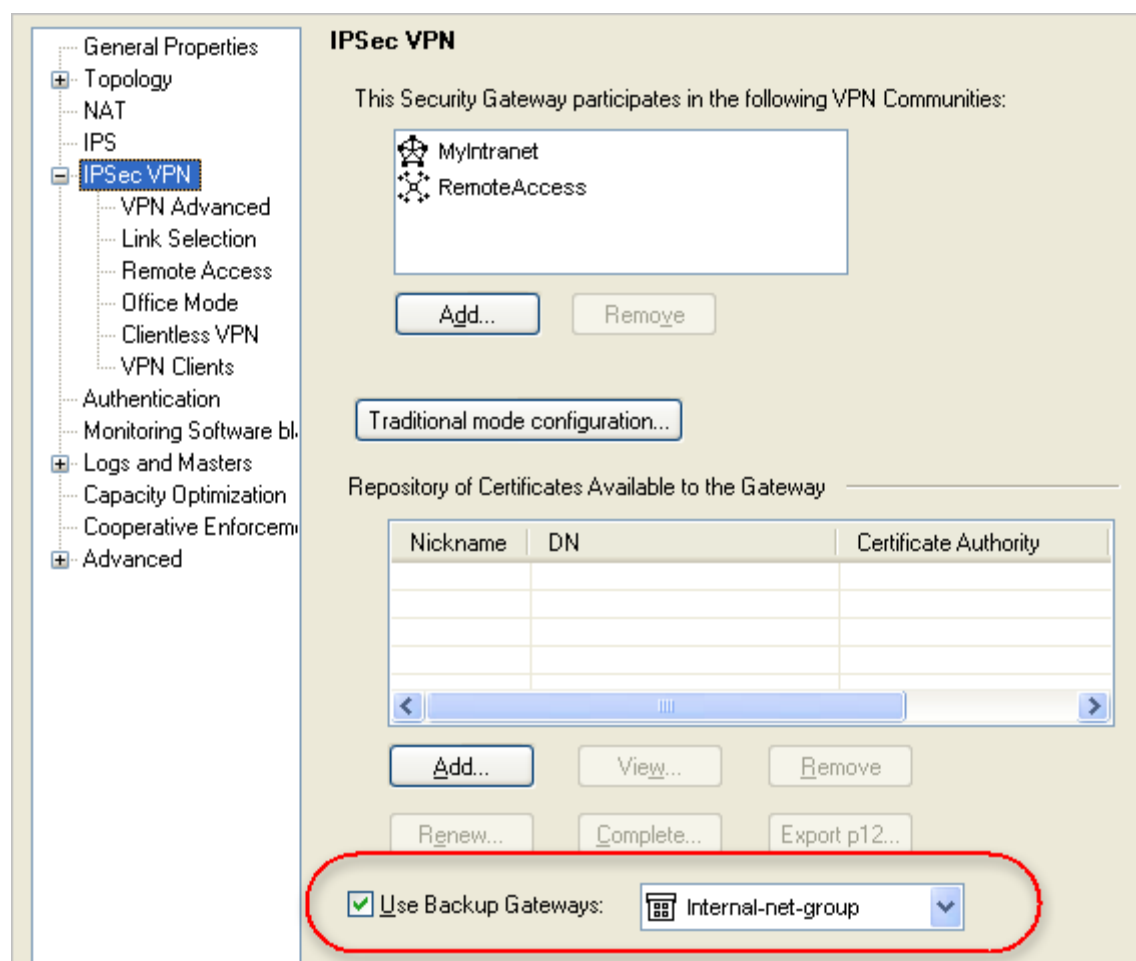 General Properties
Topology
NAT
IPS
IPSec VPN
VPN Advanced
Link Selection
Remote Access
Office Mode
Clientless VPN
VPN Clients
Authentication
Monitoring Software bl
Logs and Masters
Capacity Optimization
Cooperative Enforcem
Advanced
IPSec VPN
This Security Gateway participates in the following VPN Communities:
MyIntranet
RemoteAccess
Add... Remove
Traditional mode configuration...
Repository of Certificates Available to the Gateway
Nickname DN Certificate Authority
Add... View... Remove
Renew... Complete... Export p12...
Use Backup Gateways: Internal-net-group